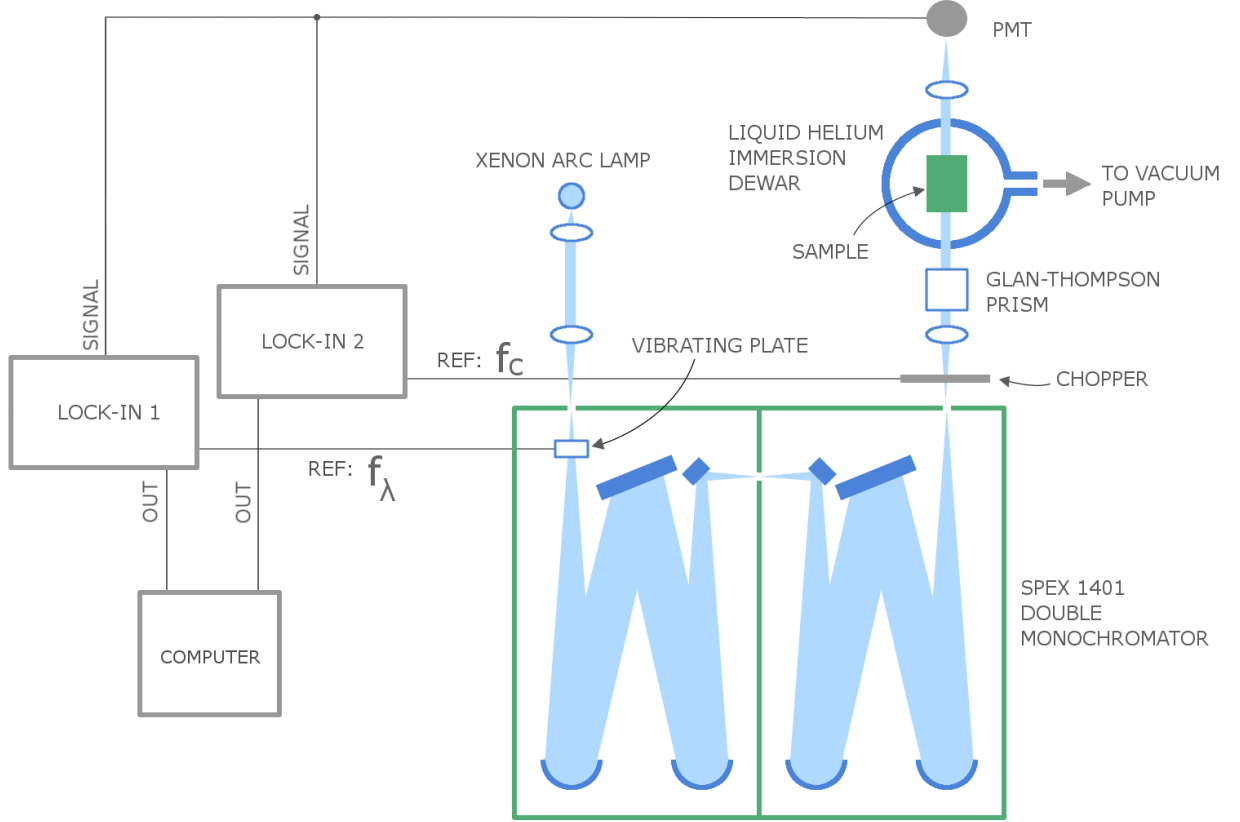 PMT
LIQUID HELIUM
IMMERSION
DEWAR
XENON ARC LAMP
TO VACUUM
PUMP
SAMPLE
GLAN-THOMPSON
PRISM
SIGNAL
SIGNAL
LOCK-IN 2
VIBRATING PLATE
REF: fC
CHOPPER
LOCK-IN 1
REF: fλ
OUT
OUT
SPEX 1401
DOUBLE
MONOCHROMATOR
COMPUTER